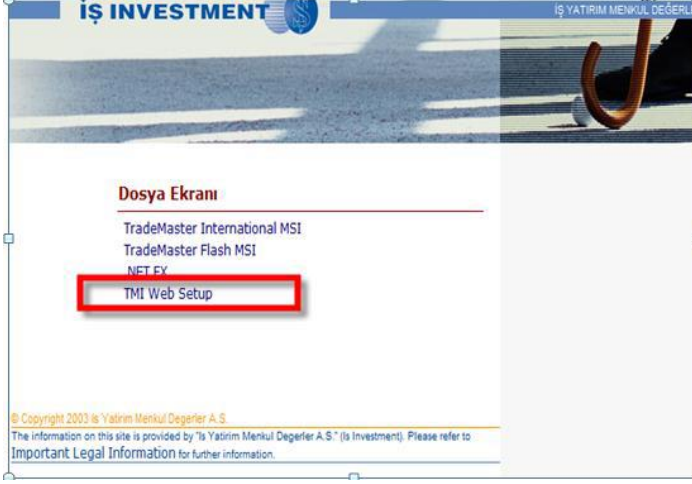 İŞ INVESTMENT
İŞ YATIRIM MENKUL DEĞERL
Dosya Ekranı
TradeMaster International MSI
TradeMaster Flash MSI
.NET FX
TMI Web Setup
© Copyright 2003 Is Yatirim Menkul Degerler A.S.
The information on this site is provided by "Is Yatirim Menkul Degerler A.S." (Is Investment). Please refer to
Important Legal Information for further information.